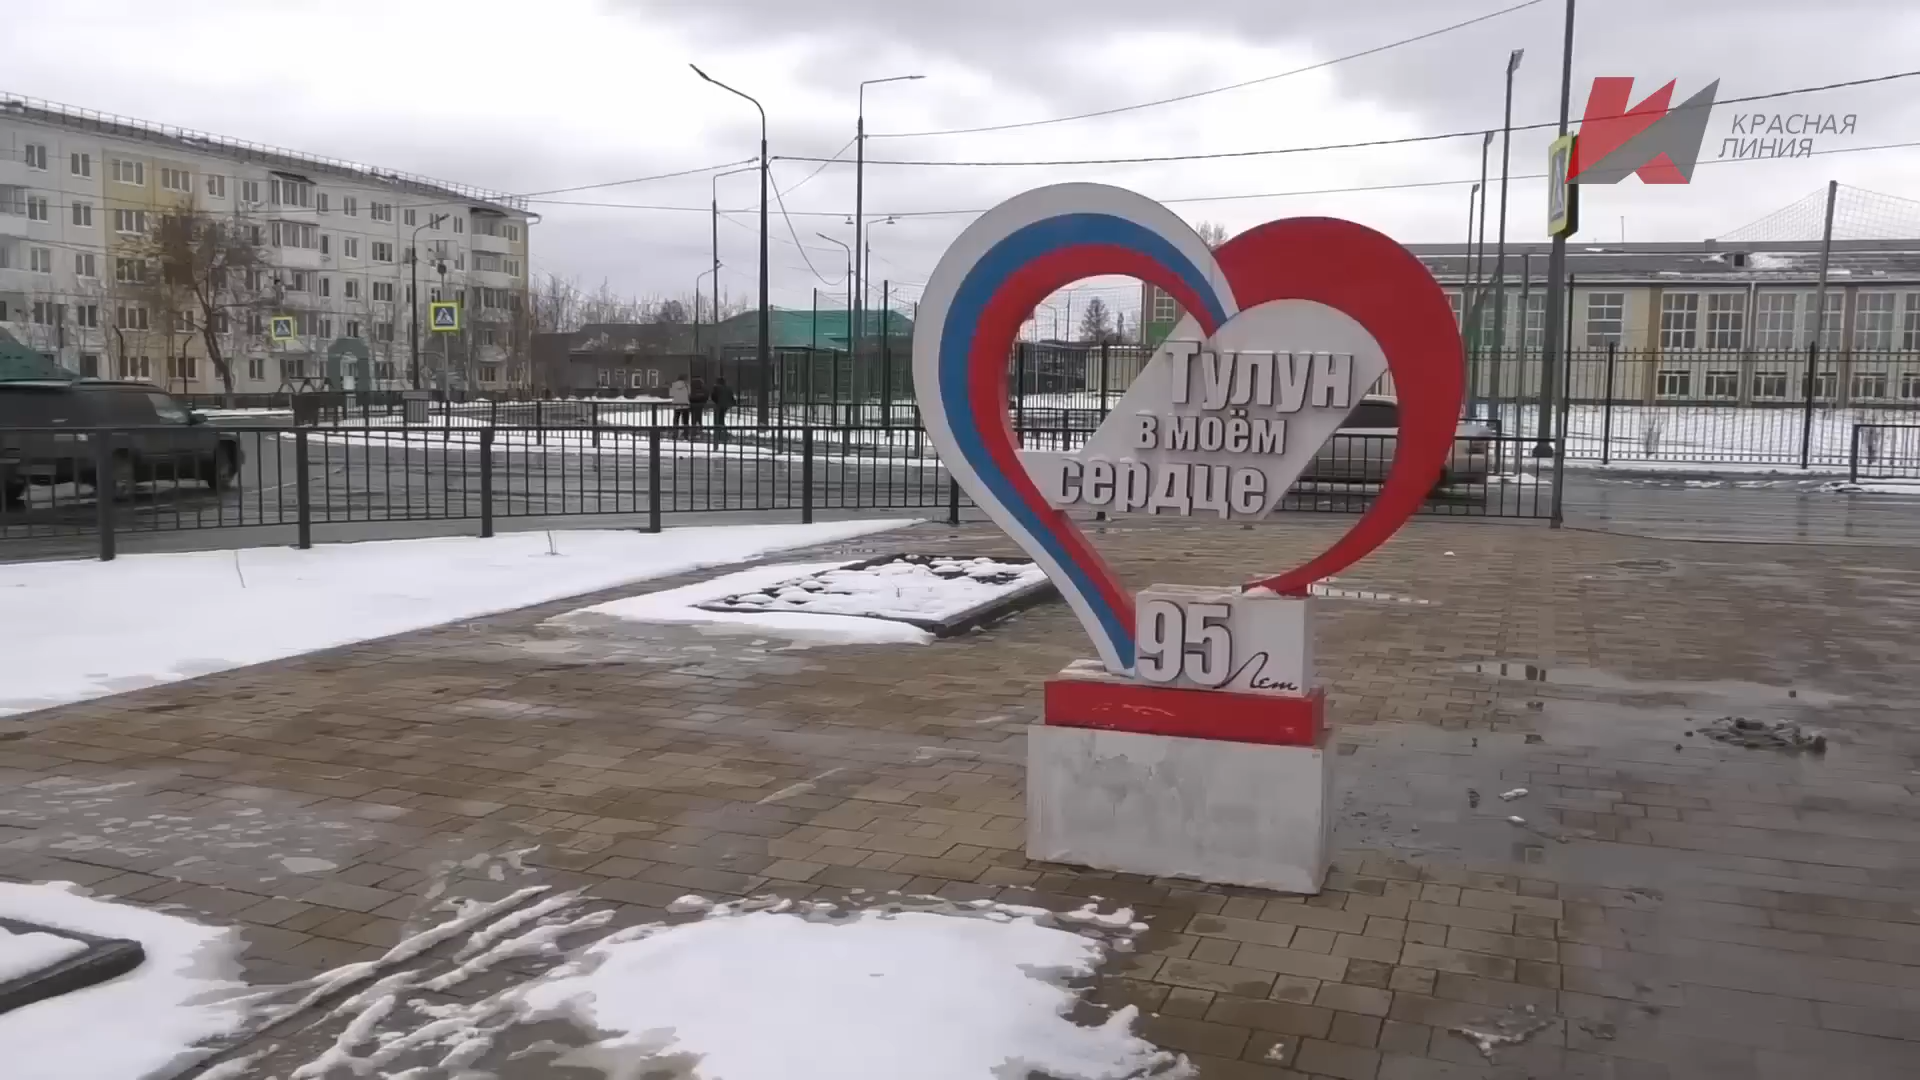 КРАСНАЯ
ЛИНИЯ
Тулун
в моём
сердце
95 Лет